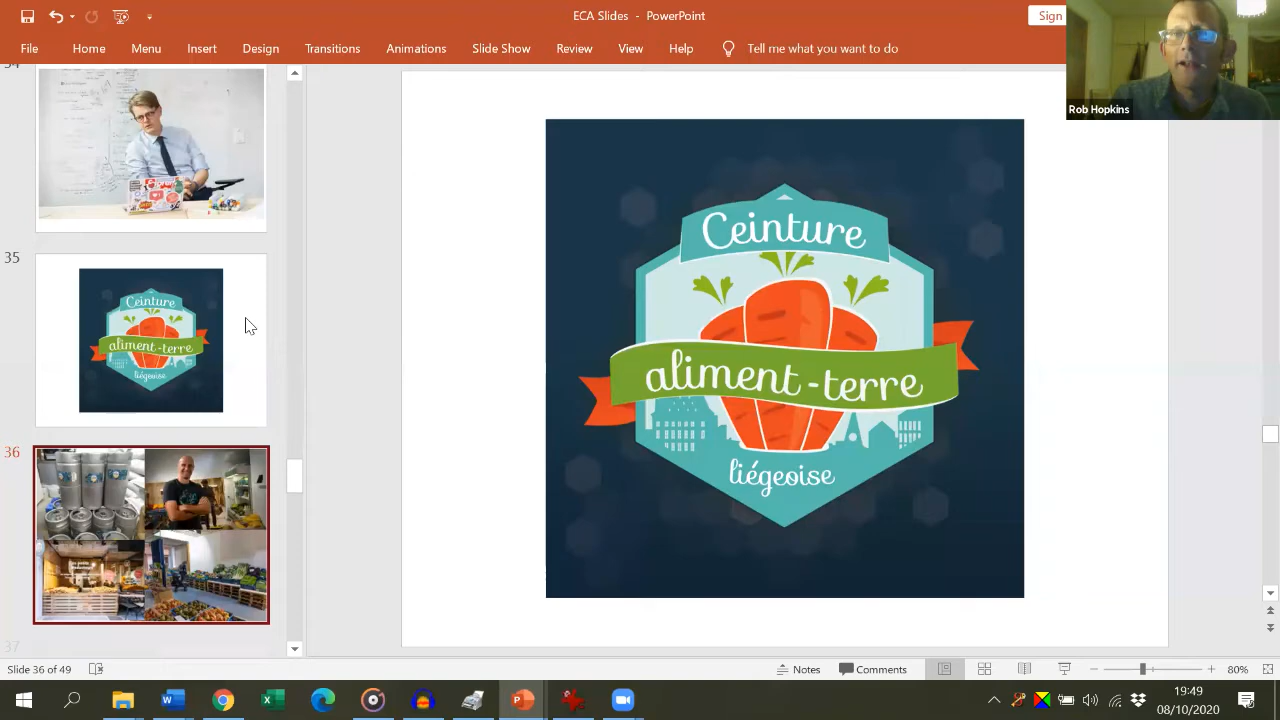 ECA Slides - PowerPoint
Sign
File Home Menu Insert Design Transitions Animations Slide Show Review View Help Tell me what you want to do
Rob Hopkins
34
35
Ceinture
aliment-terre
liégeoise
36
37
Ceinture
aliment-terre
liégeoise
Slide 36 of 49
Notes
Comments
80%
19:49
08/10/2020